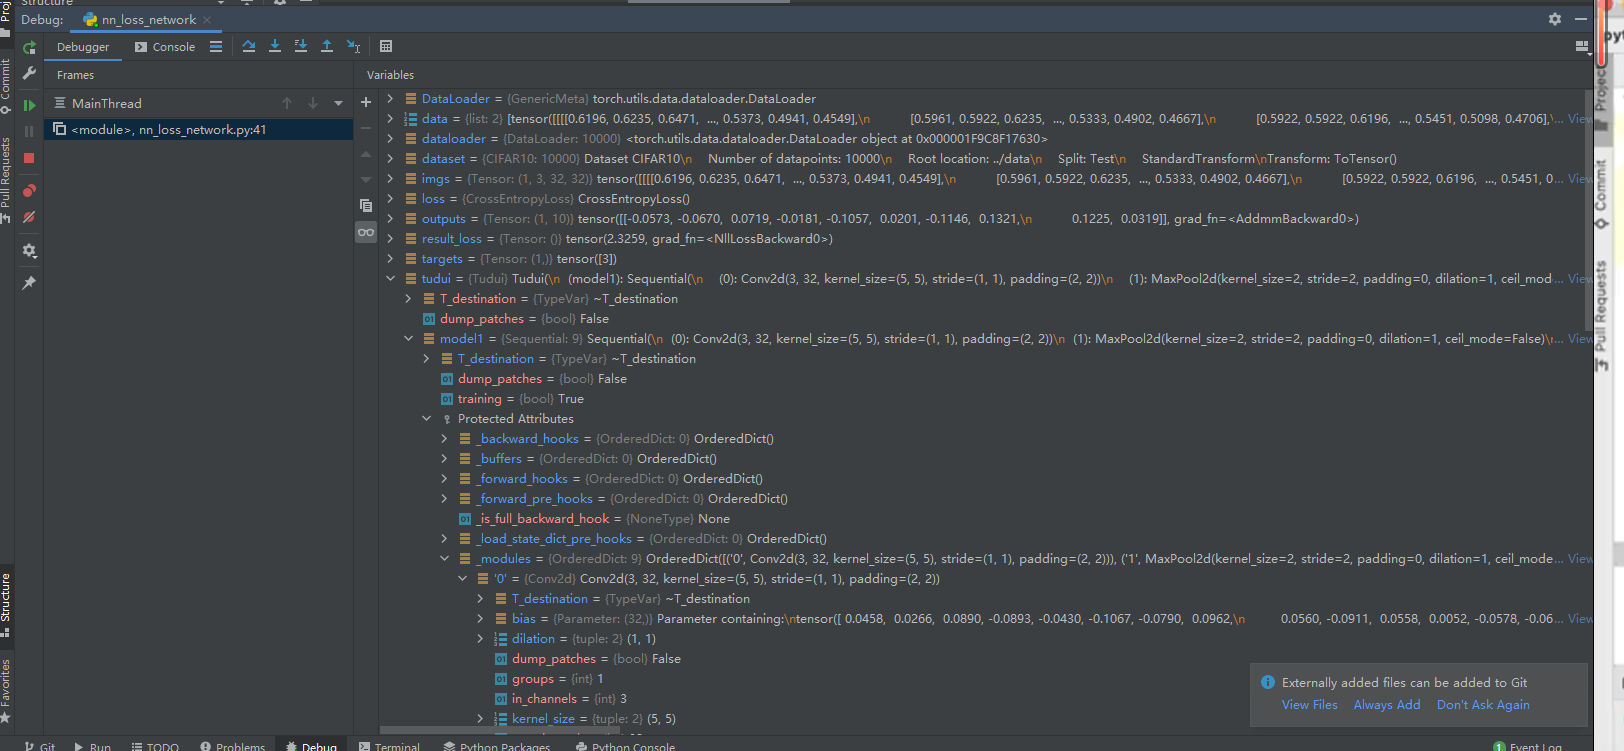 Structure
Debug: nn_loss_network
Debugger Console
Frames Variables
MainThread
<module>, nn_loss_network.py:41
DataLoader = {GenericMeta} torch.utils.data.dataloader.DataLoader
data = {list: 2} [tensor([[[[0.6196, 0.6235, 0.6471, ..., 0.5373, 0.4941, 0.4549],\n [0.5961, 0.5922, 0.6235, ..., 0.5333, 0.4902, 0.4667],\n [0.5922, 0.5922, 0.6196, ..., 0.5451, 0.5098, 0.4706],\... View
dataloader = {DataLoader: 10000} <torch.utils.data.dataloader.DataLoader object at 0x000001F9C8F17630>
dataset = {CIFAR10: 10000} Dataset CIFAR10\n Number of datapoints: 10000\n Root location: ../data\n Split: Test\n StandardTransform\nTransform: ToTensor()
imgs = {Tensor: (1, 3, 32, 32)} tensor([[[[0.6196, 0.6235, 0.6471, ..., 0.5373, 0.4941, 0.4549],\n [0.5961, 0.5922, 0.6235, ..., 0.5333, 0.4902, 0.4667],\n [0.5922, 0.5922, 0.6196, ..., 0.5451, 0... View
loss = {CrossEntropyLoss} CrossEntropyLoss()
outputs = {Tensor: (1, 10)} tensor([[-0.0573, -0.0670, 0.0719, -0.0181, -0.1057, 0.0201, -0.1146, 0.1321,\n 0.1225, 0.0319]], grad_fn=<AddmmBackward0>)
result_loss = {Tensor: ()} tensor(2.3259, grad_fn=<NllLossBackward0>)
targets = {Tensor: (1,)} tensor([3])
tudui = {Tudui} Tudui(\n (model1): Sequential(\n (0): Conv2d(3, 32, kernel_size=(5, 5), stride=(1, 1), padding=(2, 2))\n (1): MaxPool2d(kernel_size=2, stride=2, padding=0, dilation=1, ceil_mod... View
T_destination = {TypeVar} ~T_destination
dump_patches = {bool} False
model1 = {Sequential: 9} Sequential(\n (0): Conv2d(3, 32, kernel_size=(5, 5), stride=(1, 1), padding=(2, 2))\n (1): MaxPool2d(kernel_size=2, stride=2, padding=0, dilation=1, ceil_mode=False)\... View
T_destination = {TypeVar} ~T_destination
dump_patches = {bool} False
training = {bool} True
Protected Attributes
_backward_hooks = {OrderedDict: 0} OrderedDict()
_buffers = {OrderedDict: 0} OrderedDict()
_forward_hooks = {OrderedDict: 0} OrderedDict()
_forward_pre_hooks = {OrderedDict: 0} OrderedDict()
_is_full_backward_hook = {NoneType} None
_load_state_dict_pre_hooks = {OrderedDict: 0} OrderedDict()
_modules = {OrderedDict: 9} OrderedDict([('0', Conv2d(3, 32, kernel_size=(5, 5), stride=(1, 1), padding=(2, 2))), ('1', MaxPool2d(kernel_size=2, stride=2, padding=0, dilation=1, ceil_mode... View
'0' = {Conv2d} Conv2d(3, 32, kernel_size=(5, 5), stride=(1, 1), padding=(2, 2))
T_destination = {TypeVar} ~T_destination
bias = {Parameter: (32,)} Parameter containing:\ntensor([ 0.0458, 0.0266, 0.0890, -0.0893, -0.0430, -0.1067, -0.0790, 0.0962,\n 0.0560, -0.0911, 0.0558, 0.0052, -0.0578, -0.06... View
dilation = {tuple: 2} (1, 1)
dump_patches = {bool} False
groups = {int} 1
in_channels = {int} 3
kernel_size = {tuple: 2} (5, 5)
Externally added files can be added to Git
View Files Always Add Don't Ask Again
Git Run TODO Problems Debug Terminal Python Packages Python Console 1 Event Log
Commit
Pull Requests
Structure
Favorites
Project
Commit
Pull Requests